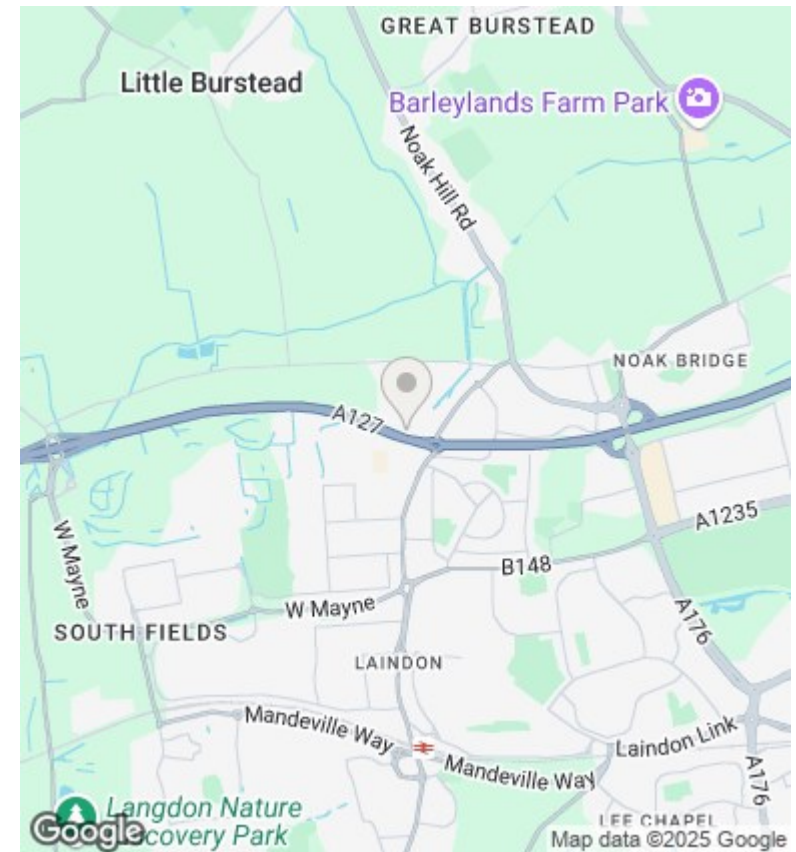 GREAT BURSTEAD
Little Burstead
Barleylands Farm Park
Noak Hill Rd
NOAK BRIDGE
A127
A1235
W Mayne
B148
W Mayne
A176
SOUTH FIELDS
LAINDON
Mandeville Way
Laindon Link
Mandeville Way
A176
Langdon Nature
covery Park
LEE CHAPEL
Google
Map data ©2025 Google